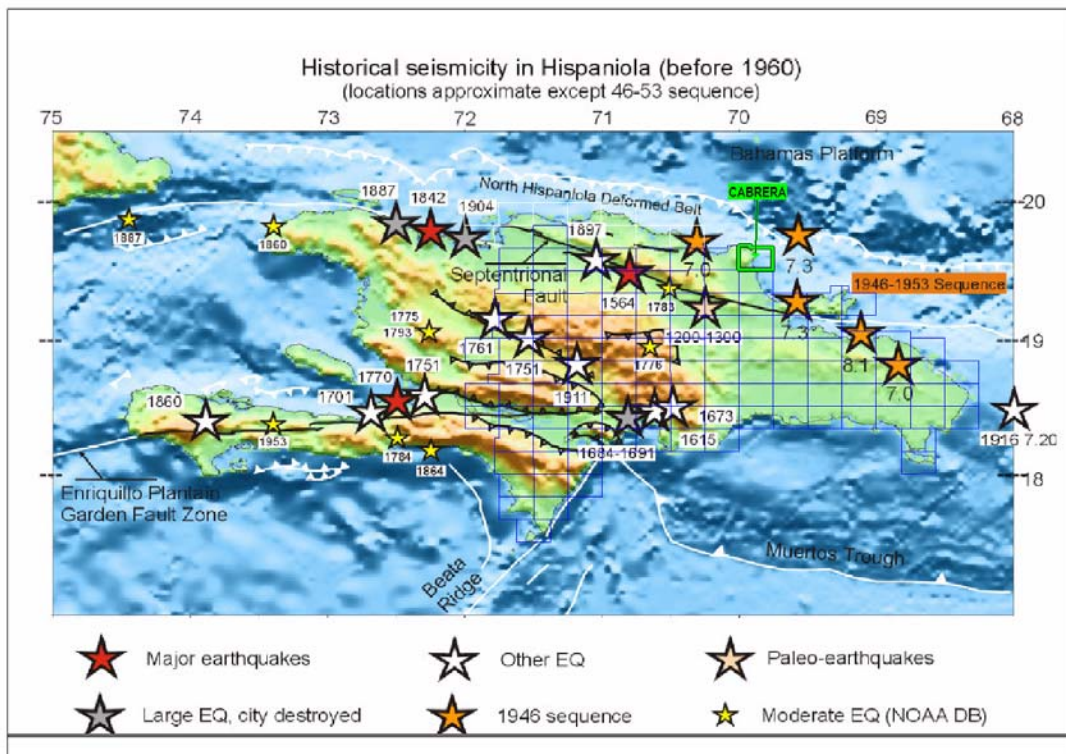 Historical seismicity in Hispaniola (before 1960)
(locations approximate except 46-53 sequence)
75 74 73 72 71 70 69 68
Bahamas Platform
CABRERA
North Hispaniola Deformed Belt
20
1887
1842
1904
1887
1860
1897
7.0
7.3
Septentrional
Fault
1564
1783
1946-1953 Sequence
1200-1300
7.3
1775
1793
1761
1751
1776
19
8.1
1911
7.0
1770
1751
1701
1860
1953
1784
1864
1673
1615
1684-1691
1916 7.20
18
Enriquillo Plantain
Garden Fault Zone
Beata
Ridge
Muertos Trough
Major earthquakes
Other EQ
Paleo-earthquakes
Large EQ, city destroyed
1946 sequence
Moderate EQ (NOAA DB)